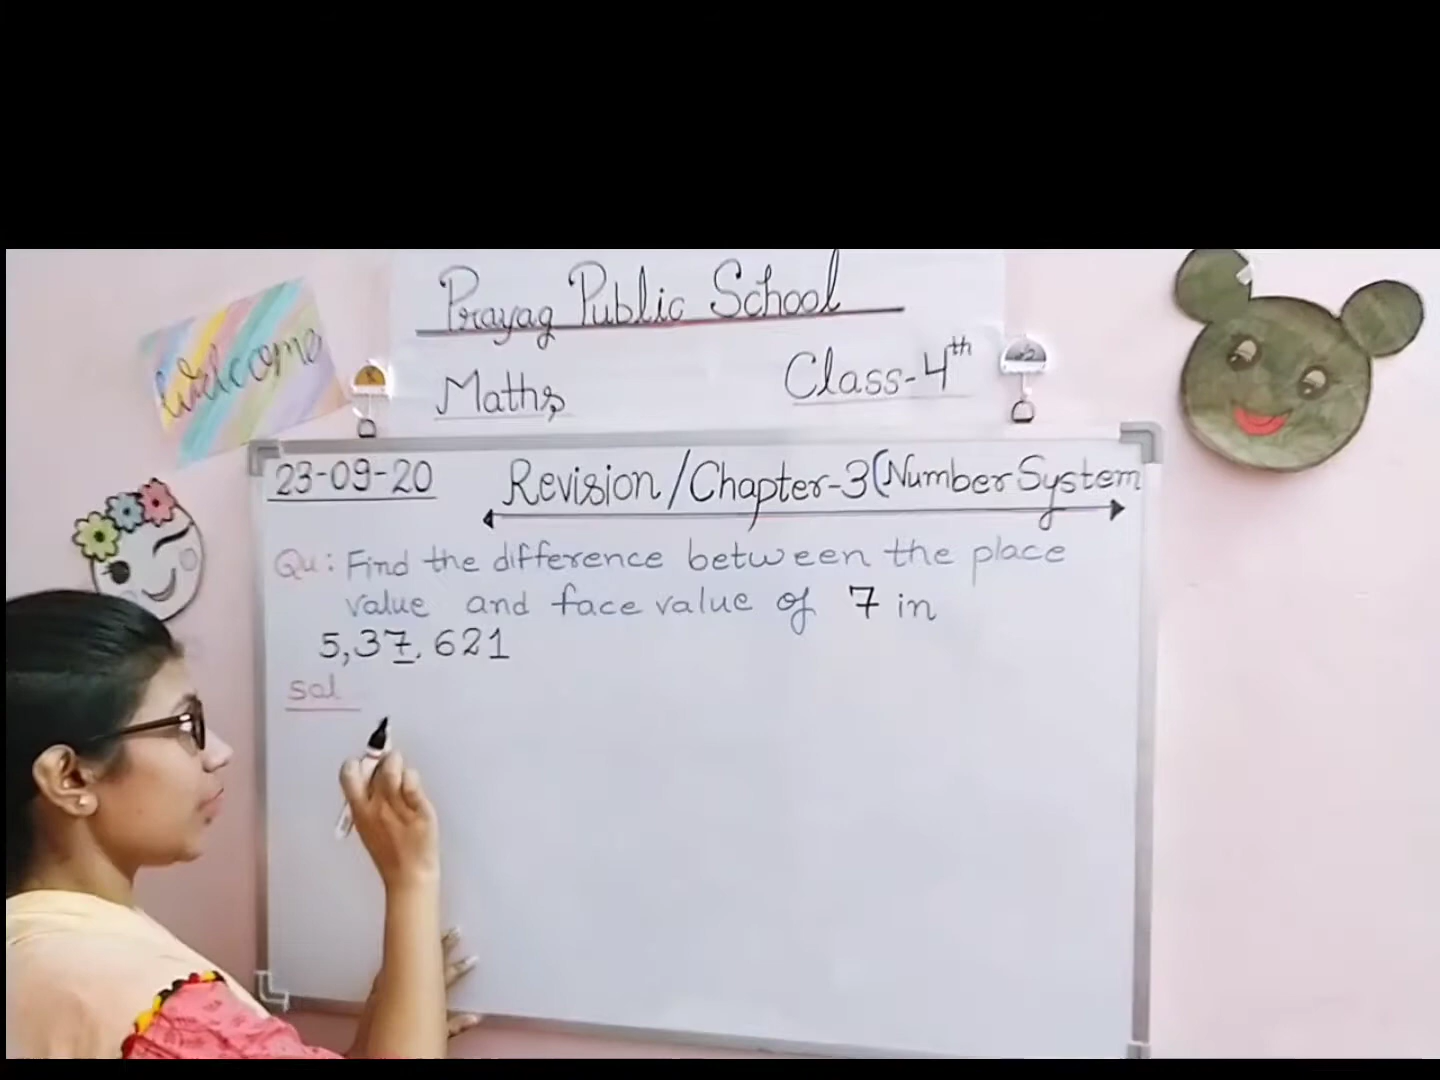 Prayag Public School
Maths
Class-4th
welcome
23-09-20
Revision/Chapter-3(Number System
Qu: Find the difference between the place
value and face value of 7 in
5,37,621
sol